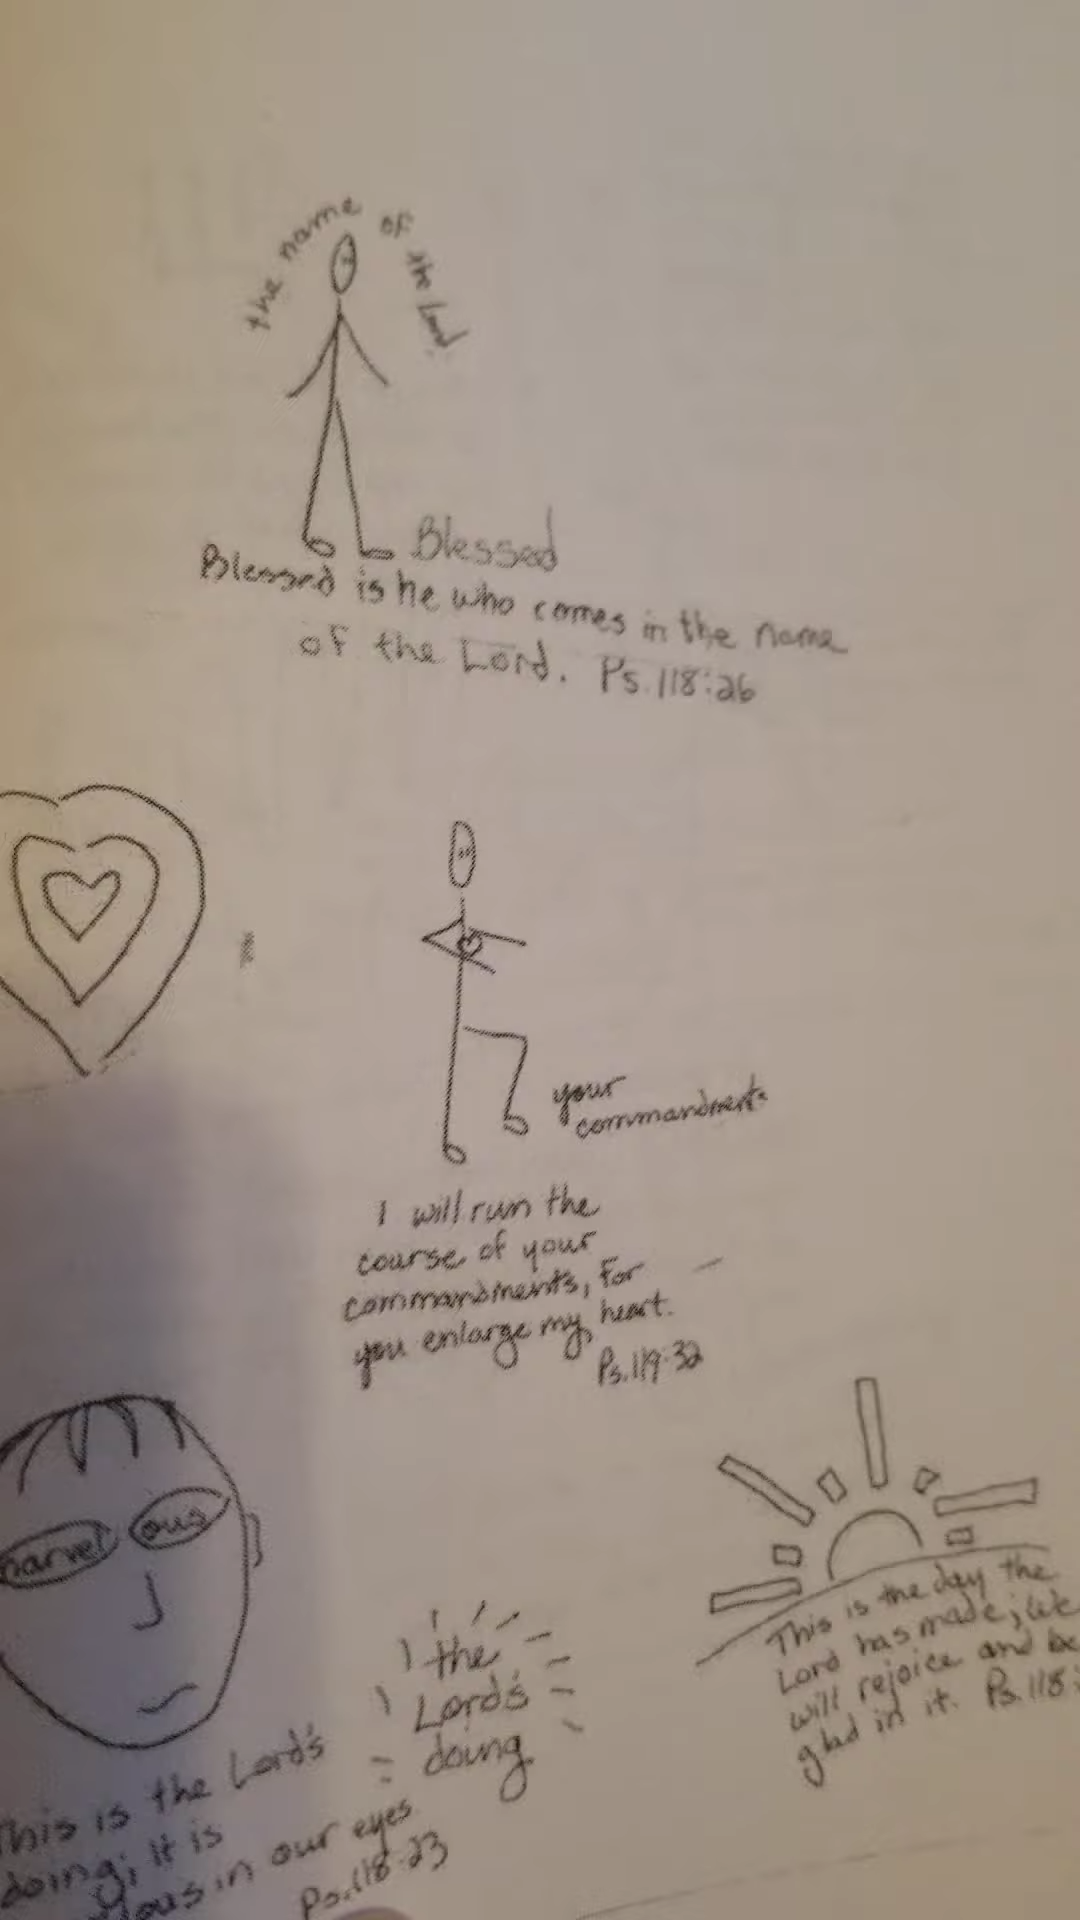 the name of the Lord
Blessed
Blessed is he who comes in the name
of the Lord. Ps. 118:26
your
commandments
I will run the
course of your
commandments, for
you enlarge my heart.
Ps. 119:32
marvel ous
the
Lord's
doing
This is the Lord's
doing; it is
in our eyes
Ps. 118:23
This is the day the
Lord has made; we
will rejoice and be
glad in it. Ps. 118: